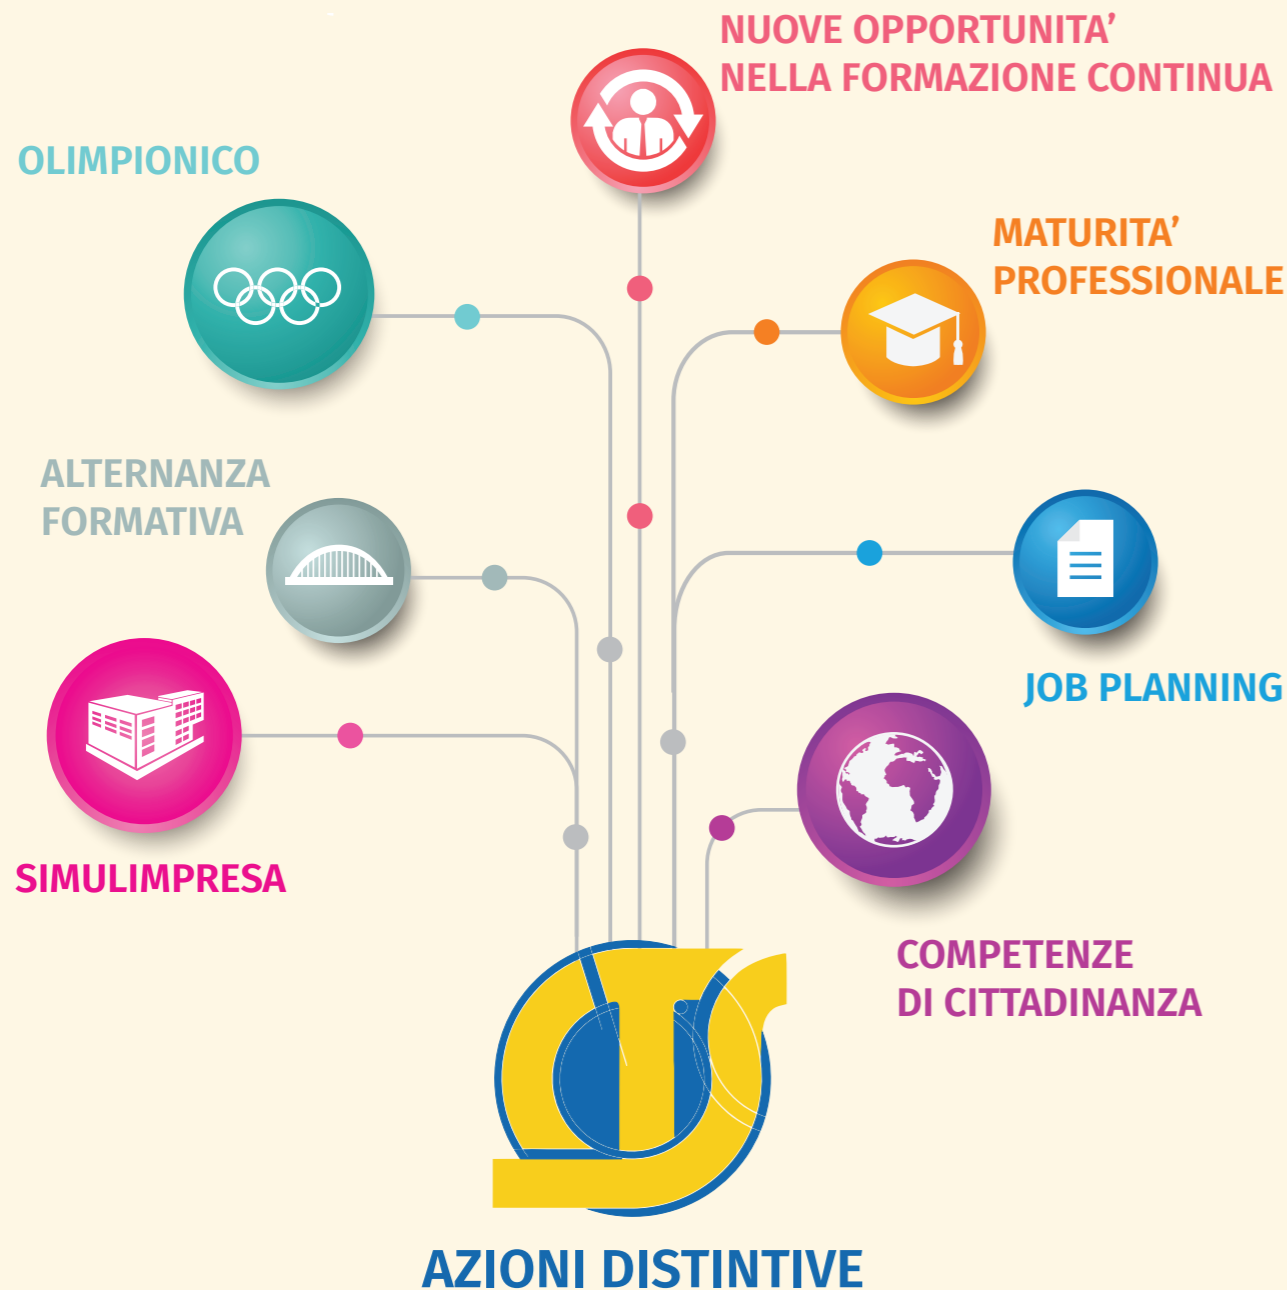 NUOVE OPPORTUNITA’
NELLA FORMAZIONE CONTINUA
OLIMPIONICO
MATURITA’
PROFESSIONALE
ALTERNANZA
FORMATIVA
JOB PLANNING
SIMULIMPRESA
COMPETENZE
DI CITTADINANZA
AZIONI DISTINTIVE